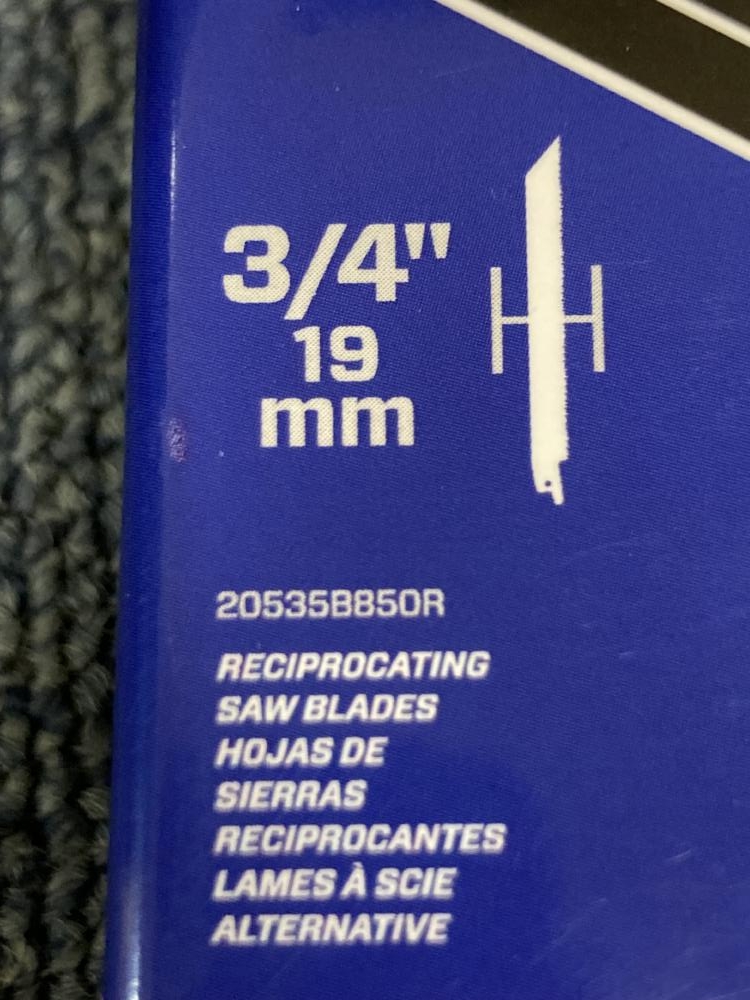 3/4"
19
mm
20535B850R
RECIPROCATING
SAW BLADES
HOJAS DE
SIERRAS
RECIPROCANTES
LAMES À SCIE
ALTERNATIVE